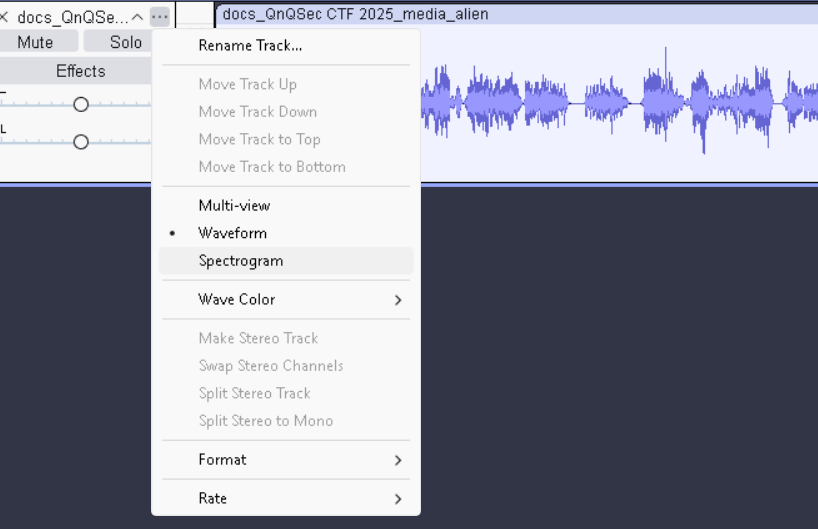 docs_QnQSe...
docs_QnQSec CTF 2025_media_alien
Mute
Solo
Effects
L
Rename Track...
Move Track Up
Move Track Down
Move Track to Top
Move Track to Bottom
Multi-view
Waveform
Spectrogram
Wave Color
Make Stereo Track
Swap Stereo Channels
Split Stereo Track
Split Stereo to Mono
Format
Rate